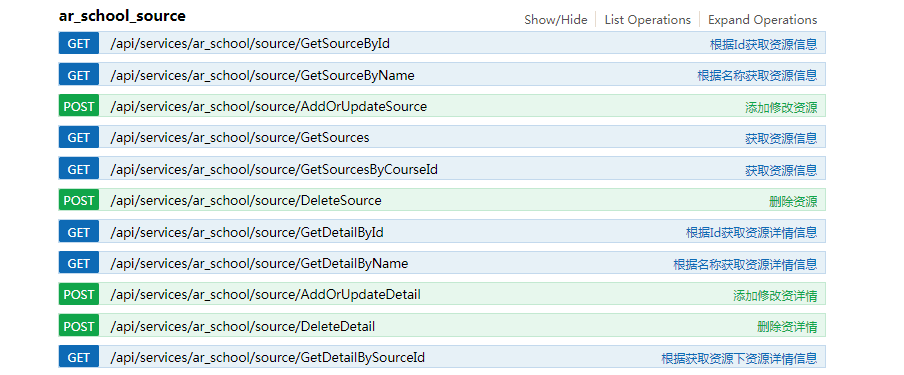 ar_school_source Show/Hide List Operations Expand Operations
GET /api/services/ar_school/source/GetSourceById 根据Id获取资源信息
GET /api/services/ar_school/source/GetSourceByName 根据名称获取资源信息
POST /api/services/ar_school/source/AddOrUpdateSource 添加修改资源
GET /api/services/ar_school/source/GetSources 获取资源信息
GET /api/services/ar_school/source/GetSourcesByCourseId 获取资源信息
POST /api/services/ar_school/source/DeleteSource 删除资源
GET /api/services/ar_school/source/GetDetailById 根据Id获取资源详情信息
GET /api/services/ar_school/source/GetDetailByName 根据名称获取资源详情信息
POST /api/services/ar_school/source/AddOrUpdateDetail 添加修改资详情
POST /api/services/ar_school/source/DeleteDetail 删除资详情
GET /api/services/ar_school/source/GetDetailBySourceId 根据获取资源下资源详情信息